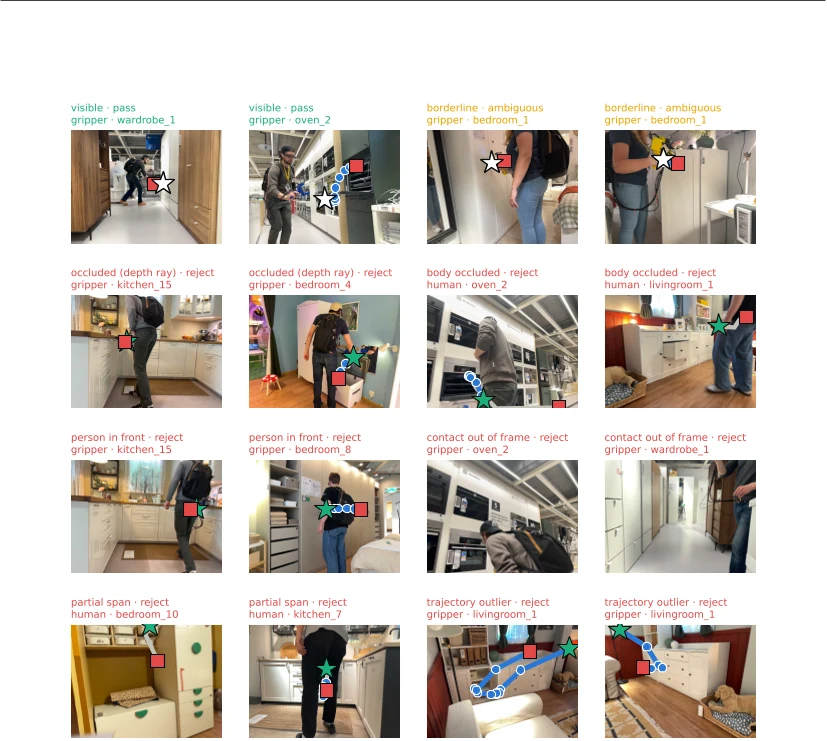 visible · pass
gripper · wardrobe_1
visible · pass
gripper · oven_2
borderline · ambiguous
gripper · bedroom_1
borderline · ambiguous
gripper · bedroom_1
occluded (depth ray) · reject
gripper · kitchen_15
occluded (depth ray) · reject
gripper · bedroom_4
body occluded · reject
human · oven_2
body occluded · reject
human · livingroom_1
person in front · reject
gripper · kitchen_15
person in front · reject
gripper · bedroom_8
contact out of frame · reject
gripper · oven_2
contact out of frame · reject
gripper · wardrobe_1
partial span · reject
human · bedroom_10
partial span · reject
human · kitchen_7
trajectory outlier · reject
gripper · livingroom_1
trajectory outlier · reject
gripper · livingroom_1